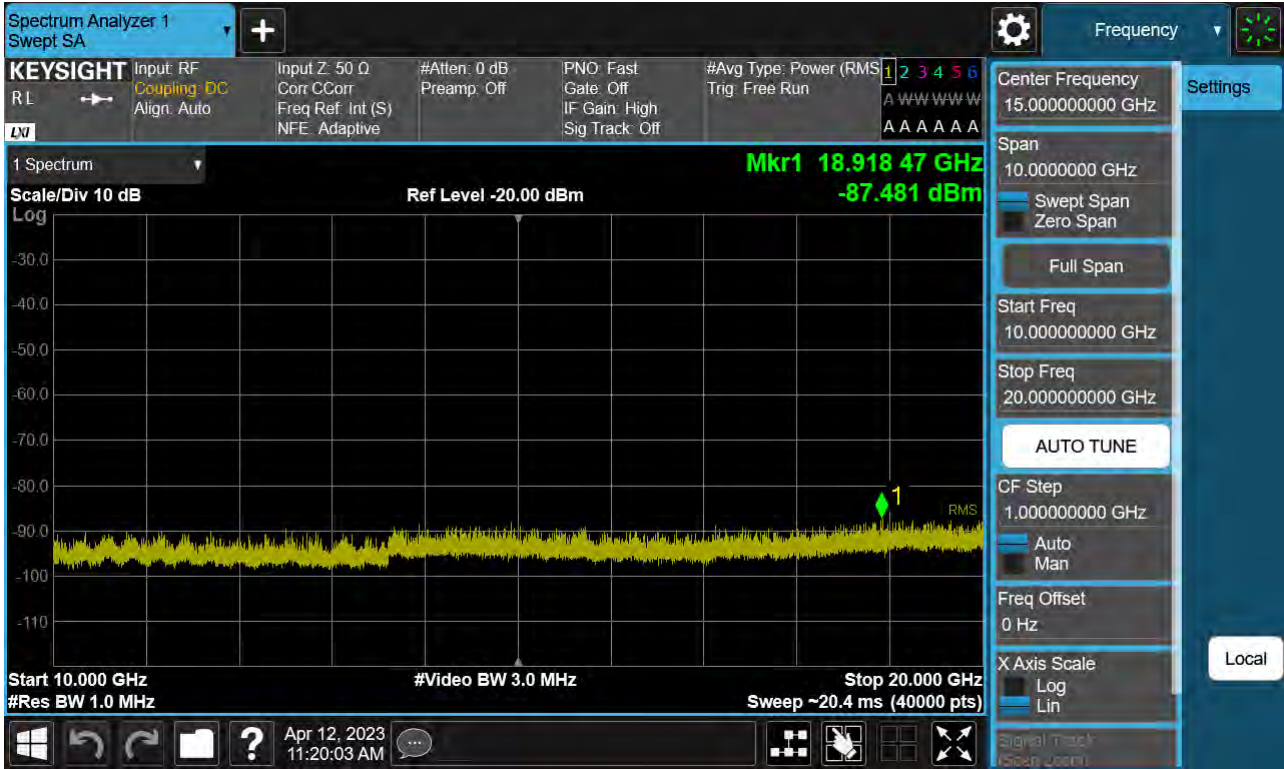 Spectrum Analyzer 1
Swept SA
Frequency
KEYSIGHT
RL
LXI
Input: RF
Coupling: DC
Align: Auto
Input Z: 50 Ω
Corr CCorr
Freq Ref: Int (S)
NFE: Adaptive
#Atten: 0 dB
Preamp: Off
PNO: Fast
Gate: Off
IF Gain: High
Sig Track: Off
#Avg Type: Power (RMS
Trig: Free Run
1 2 3 4 5 6
A W W W W W
A A A A A A
1 Spectrum
Scale/Div 10 dB
Log
Ref Level -20.00 dBm
Mkr1 18.918 47 GHz
-87.481 dBm
-30.0
-40.0
-50.0
-60.0
-70.0
-80.0
-90.0
-100
-110
1
RMS
Start 10.000 GHz
#Res BW 1.0 MHz
#Video BW 3.0 MHz
Stop 20.000 GHz
Sweep ~20.4 ms (40000 pts)
Center Frequency
15.000000000 GHz
Span
10.0000000 GHz
Swept Span
Zero Span
Full Span
Start Freq
10.000000000 GHz
Stop Freq
20.000000000 GHz
AUTO TUNE
CF Step
1.000000000 GHz
Auto
Man
Freq Offset
0 Hz
X Axis Scale
Log
Lin
Signal Track
(Span Zoom)
Settings
Local
?
Apr 12, 2023
11:20:03 AM